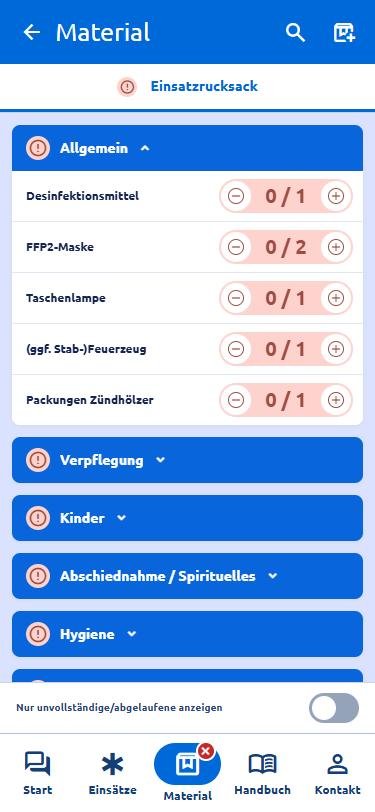 Material
Einsatzrucksack
Allgemein
Desinfektionsmittel 0 / 1
FFP2-Maske 0 / 2
Taschenlampe 0 / 1
(ggf. Stab-)Feuerzeug 0 / 1
Packungen Zündhölzer 0 / 1
Verpflegung
Kinder
Abschiednahme / Spirituelles
Hygiene
Nur unvollständige/abgelaufene anzeigen
Start Einsätze Material Handbuch Kontakt